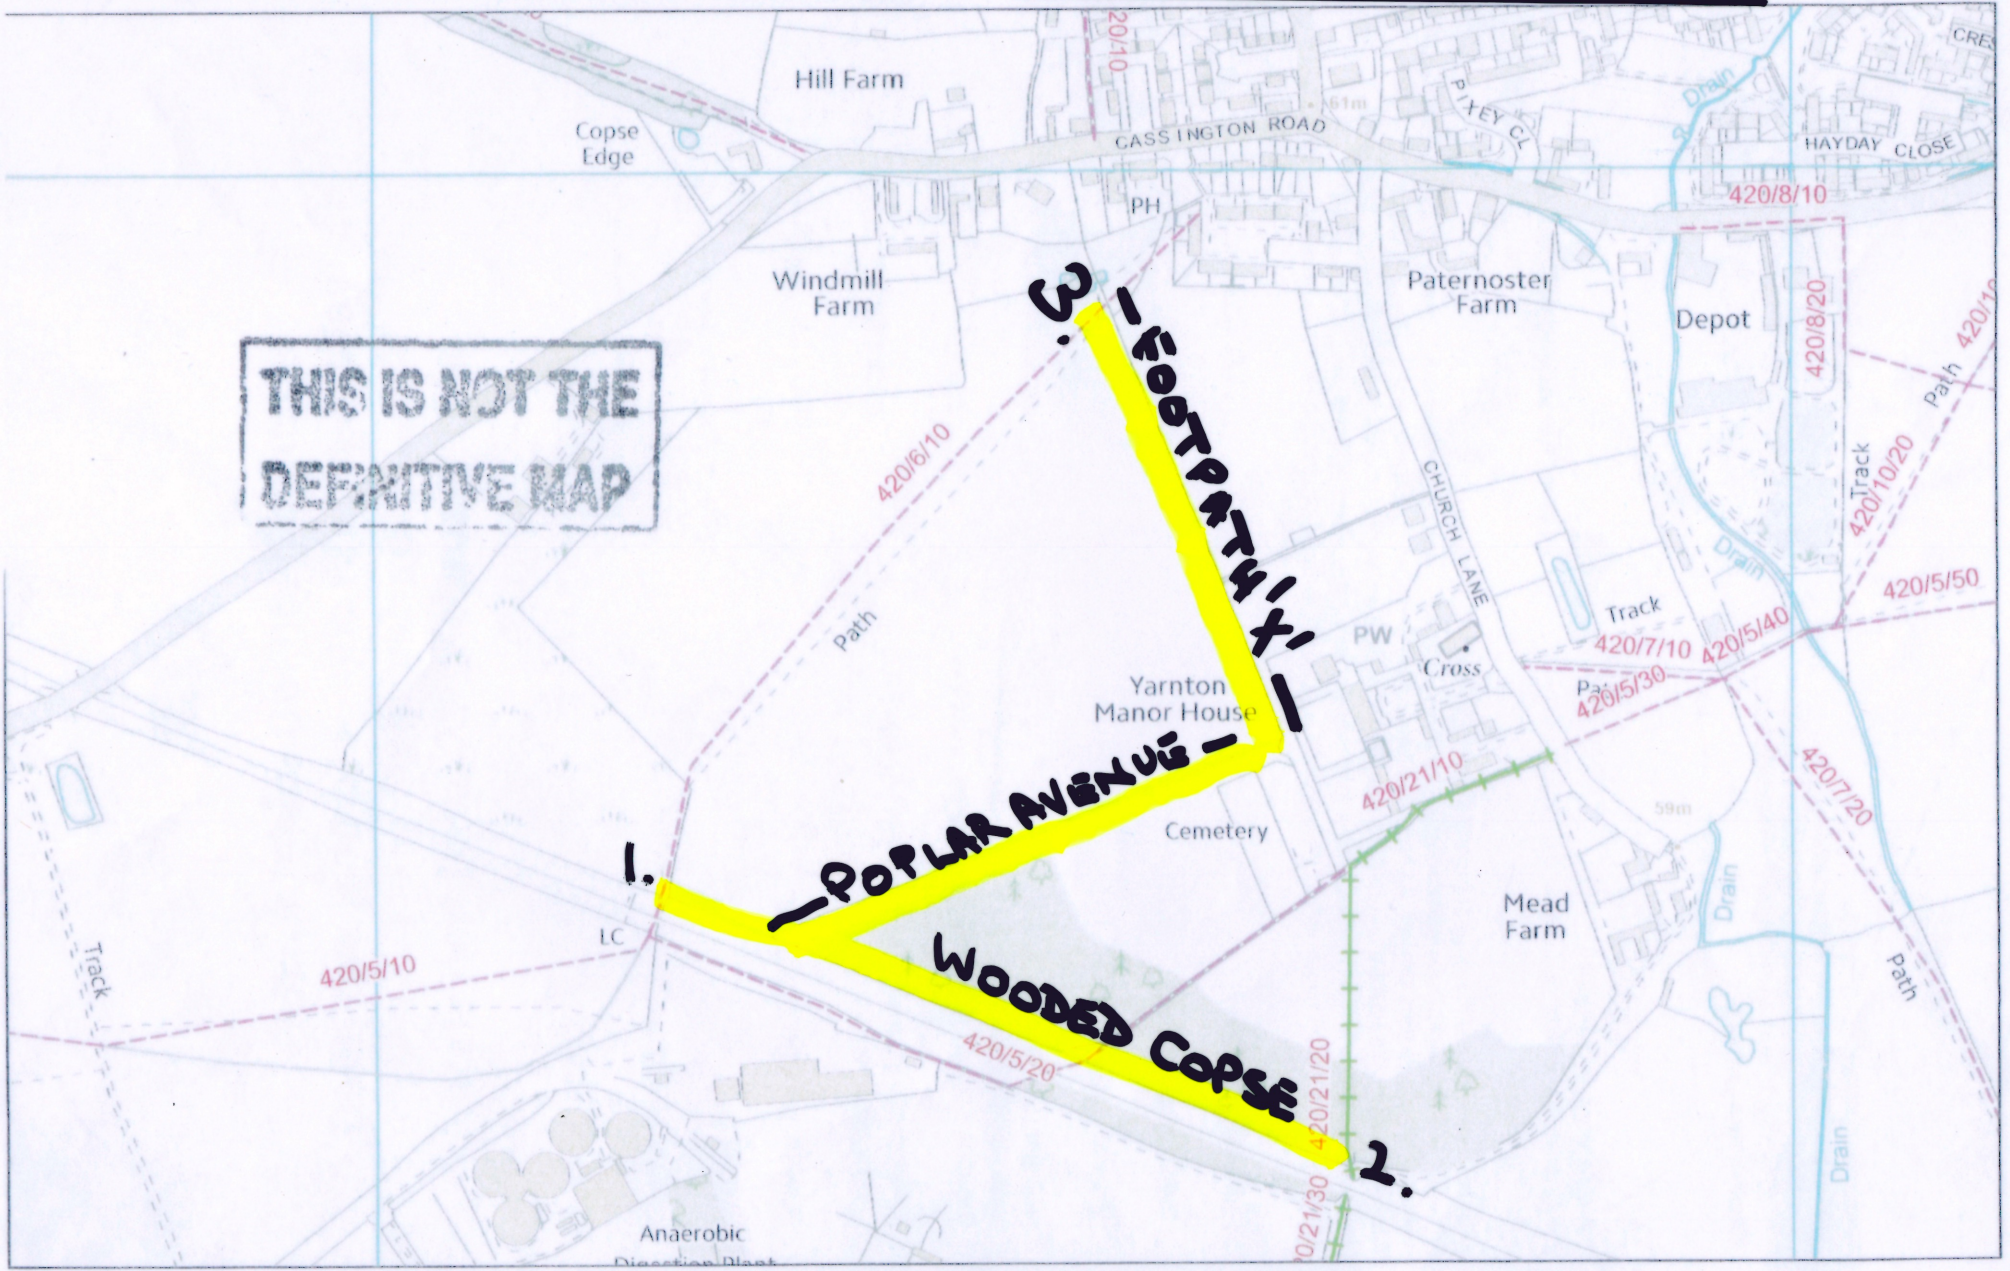 20/10
Hill Farm
61m
PIXEY CL
Drain
CRES
Copse
Edge
CASSINGTON ROAD
HAYDAY CLOSE
420/8/10
PH
Windmill
Farm
3.
Paternoster
Farm
Depot
420/8/20
420/10
Path
THIS IS NOT THE
DEFINITIVE MAP
420/6/10
- FOOTPATH 'X' -
CHURCH LANE
Track
420/10/20
Drain
420/5/50
Path
Track
PW
Cross
420/7/10
420/5/40
420/5/30
Yarnton
Manor House
420/21/10
420/7/20
59m
- POPLAR AVENUE -
Cemetery
1.
LC
Mead
Farm
Drain
Track
420/5/10
WOODED COPSE
Path
420/5/20
420/21/20
2.
Drain
0/21/30
Anaerobic
Digestion Plant